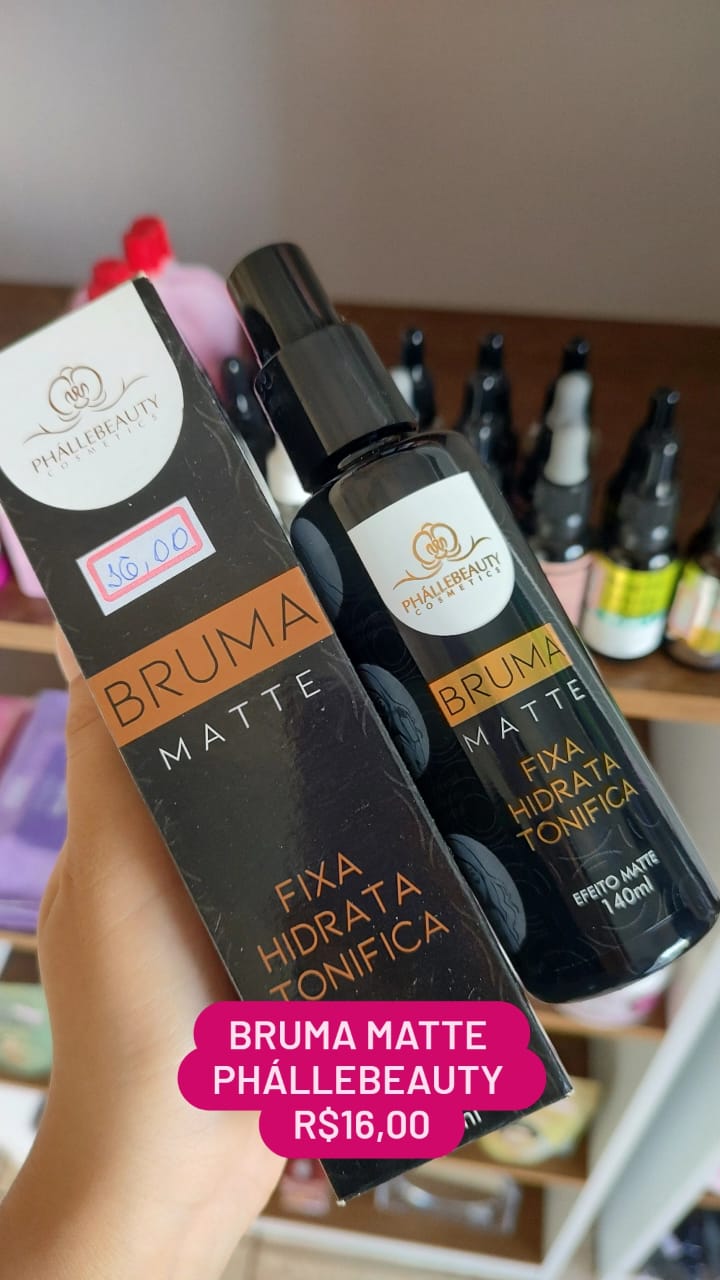 PHÁLLEBEAUTY
COSMETICS
16,00
BRUMA
MATTE
FIXA
HIDRATA
TONIFICA
PHÁLLEBEAUTY
COSMETICS
BRUMA
MATTE
FIXA
HIDRATA
TONIFICA
EFEITO MATTE
140ml
BRUMA MATTE
PHÁLLEBEAUTY
R$16,00